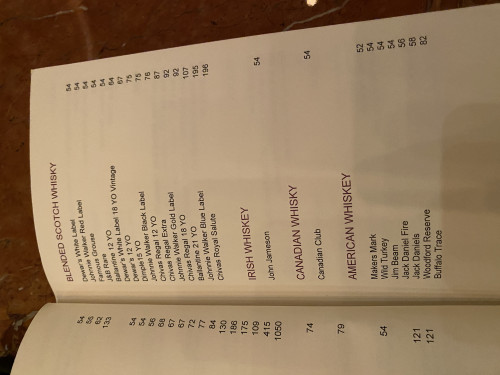 54
55
62
133
54
54
56
68
67
67
72
77
84
130
186
175
109
415
1050
74
79
54
121
121
BLENDED SCOTCH WHISKY
Dewar's White Label 54
Johnnie Walker Red Label 54
Famous Grouse 54
J&B Rare 54
Ballantine 12 YO 54
Dewar's White Label 18 YO Vintage 64
Dewar's 12 YO 67
Dimple 15 YO 75
Johnnie Walker Black Label 75
Chivas Regal 12 YO 76
Chivas Regal Extra 87
Johnnie Walker Gold Label 92
Chivas Regal 18 YO 92
Ballantine 21 YO 107
Johnnie Walker Blue Label 195
Chivas Royal Salute 196
IRISH WHISKEY
John Jameson 54
CANADIAN WHISKY
Canadian Club 54
AMERICAN WHISKEY
Makers Mark 52
Wild Turkey 54
Jim Beam 54
Jack Daniel Fire 54
Jack Daniels 56
Woodford Reserve 58
Buffalo Trace 82